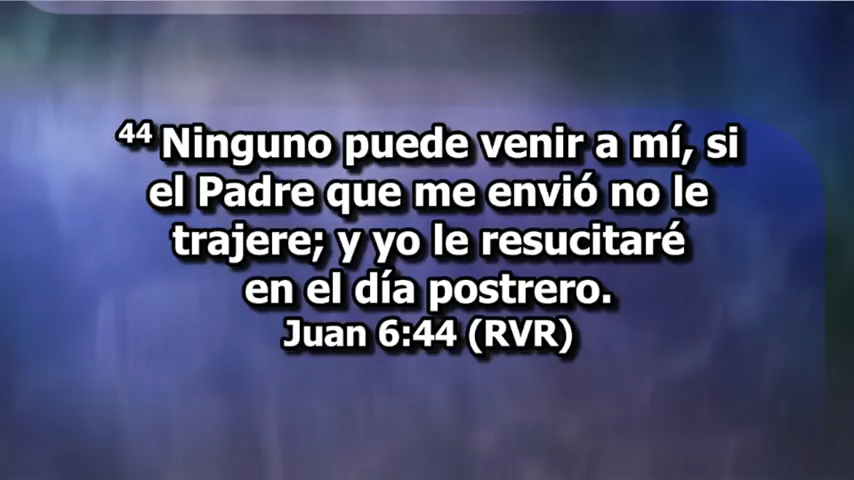 44 Ninguno puede venir a mí, si
el Padre que me envió no le
trajere; y yo le resucitaré
en el día postrero.
Juan 6:44 (RVR)